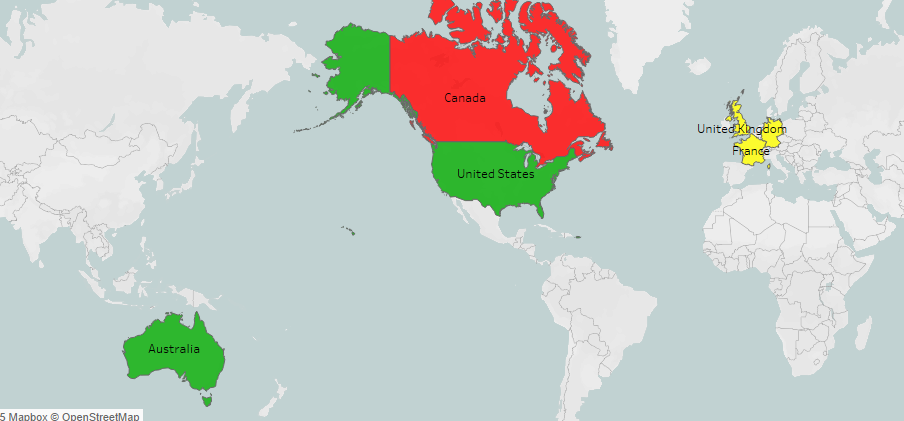 Canada
United Kingdom
France
United States
Australia
5 Mapbox © OpenStreetMap